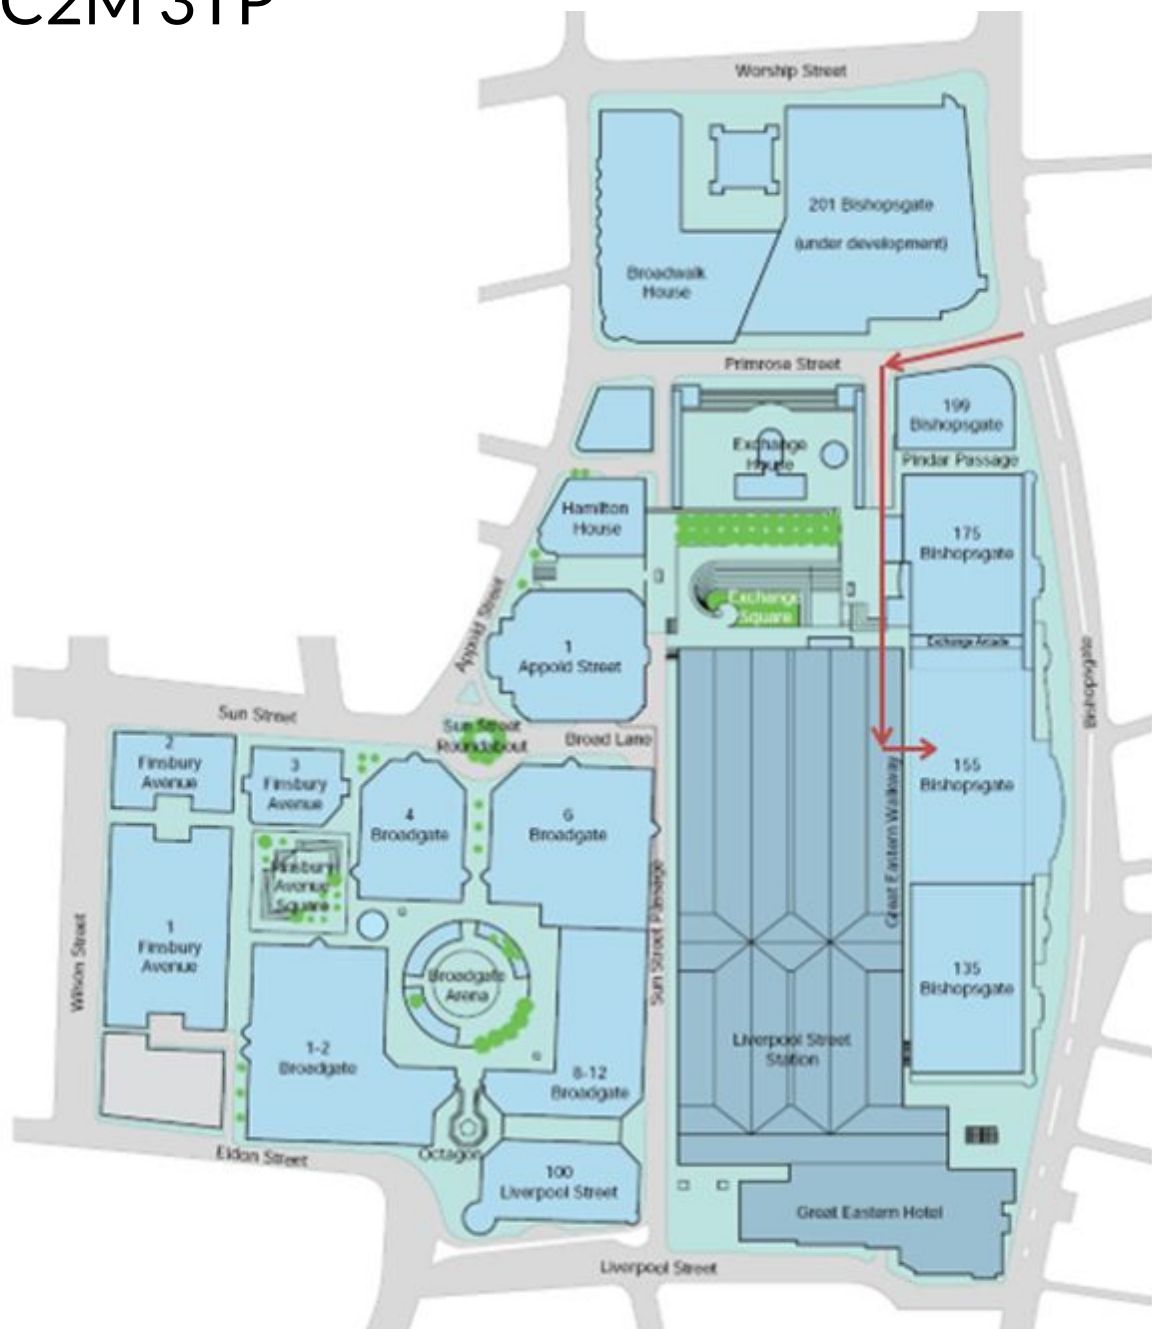 C2M 3TP
Worship Street
201 Bishopsgate
(under development)
Broadwalk
House
Primrose Street
199
Bishopsgate
Exchange
House
Pindar Passage
Hamilton
House
175
Bishopsgate
Exchange
Square
Appold Street
1
Appold Street
Exchange Arcade
Bishopsgate
Sun Street
Sun Street
Roundabout
Broad Lane
2
Finsbury
Avenue
3
Finsbury
Avenue
155
Bishopsgate
4
Broadgate
6
Broadgate
Great Eastern Walkway
Finsbury
Avenue
Square
Sun Street Passage
Wilson Street
1
Finsbury
Avenue
Broadgate
Arena
135
Bishopsgate
Liverpool Street
Station
1-2
Broadgate
8-12
Broadgate
Eldon Street
Octagon
100
Liverpool Street
Great Eastern Hotel
Liverpool Street